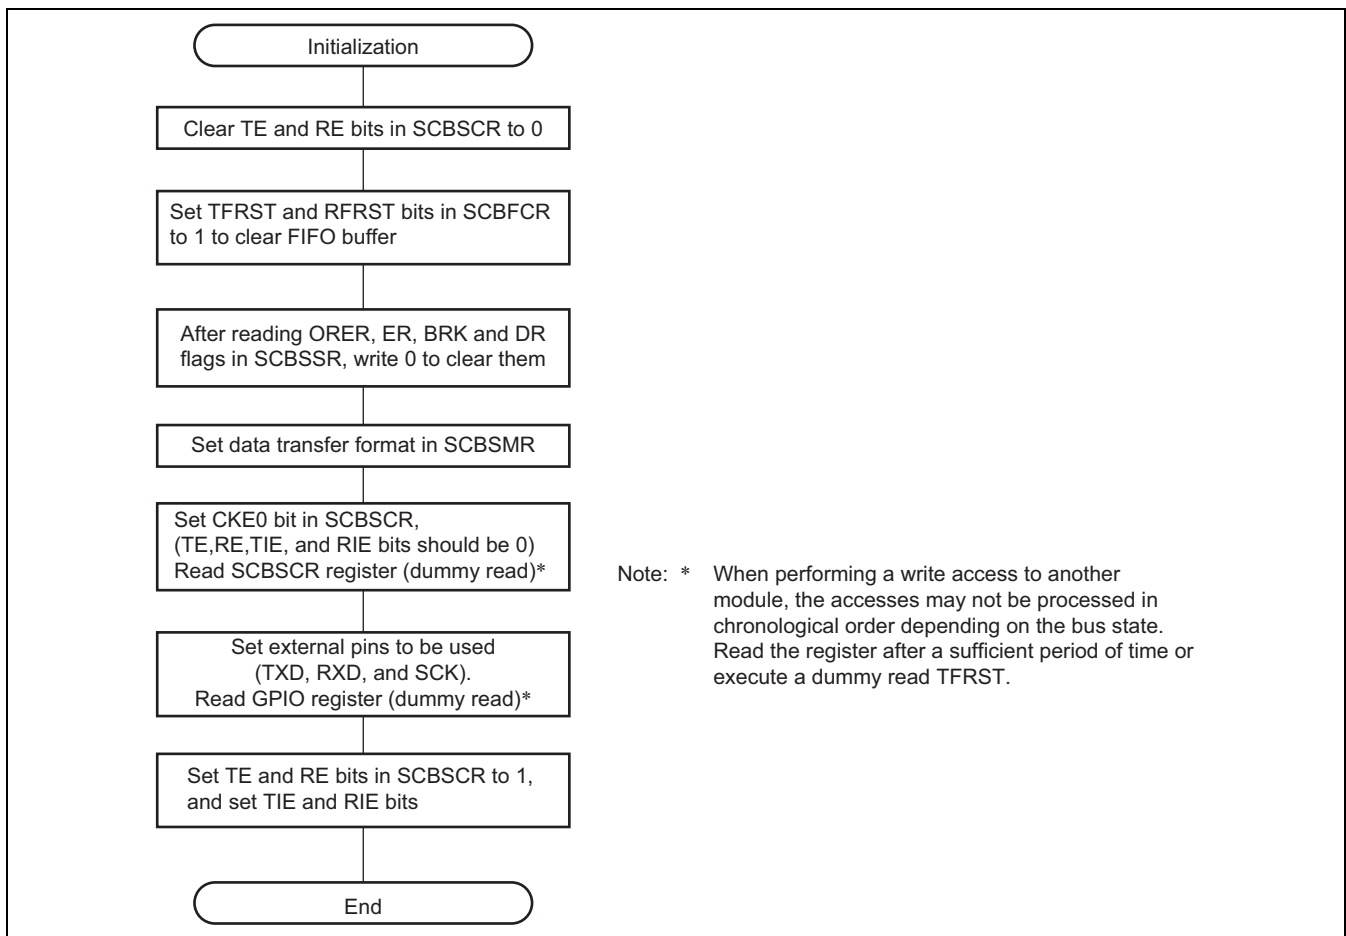 Initialization
Clear TE and RE bits in SCBSCR to 0
Set TFRST and RFRST bits in SCBFCR
to 1 to clear FIFO buffer
After reading ORER, ER, BRK and DR
flags in SCBSSR, write 0 to clear them
Set data transfer format in SCBSMR
Set CKE0 bit in SCBSCR,
(TE,RE,TIE, and RIE bits should be 0)
Read SCBSCR register (dummy read)*
Set external pins to be used
(TXD, RXD, and SCK).
Read GPIO register (dummy read)*
Set TE and RE bits in SCBSCR to 1,
and set TIE and RIE bits
End
Note: * When performing a write access to another
module, the accesses may not be processed in
chronological order depending on the bus state.
Read the register after a sufficient period of time or
execute a dummy read TFRST.